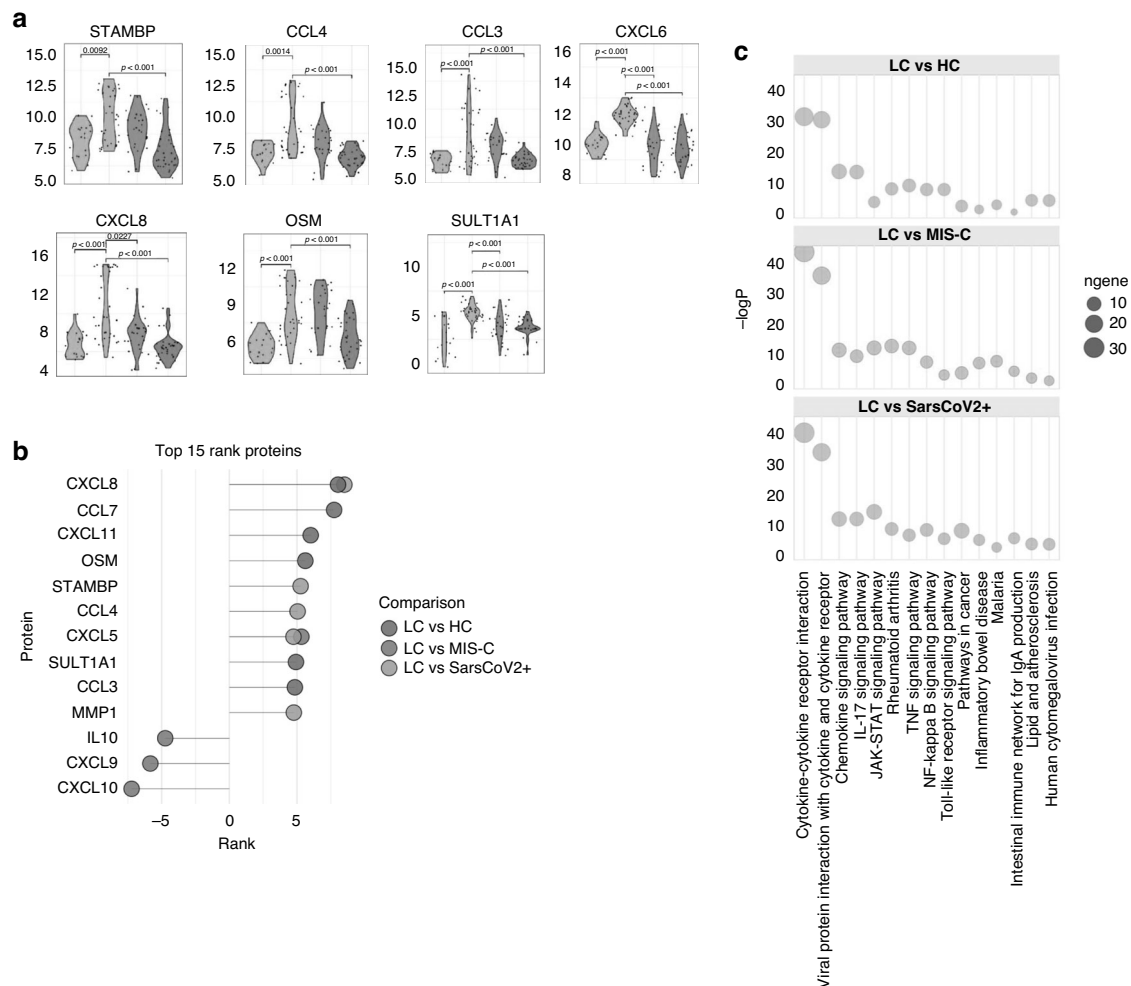 a
STAMBP
15.0
12.5
10.0
7.5
5.0
0.0092
p < 0.001
CCL4
15.0
12.5
10.0
7.5
5.0
0.0014
p < 0.001
CCL3
15.0
12.5
10.0
7.5
5.0
p < 0.001
p < 0.001
CXCL6
16
14
12
10
8
p < 0.001
p < 0.001
p < 0.001
CXCL8
16
12
8
4
0.0227
p < 0.001
p < 0.001
OSM
12
9
6
p < 0.001
p < 0.001
SULT1A1
10
5
0
p < 0.001
p < 0.001
p < 0.001
b
Top 15 rank proteins
Protein
CXCL8
CCL7
CXCL11
OSM
STAMBP
CCL4
CXCL5
SULT1A1
CCL3
MMP1
IL10
CXCL9
CXCL10
−5
0
5
Rank
Comparison
LC vs HC
LC vs MIS-C
LC vs SarsCoV2+
c
LC vs HC
40
30
20
10
0
LC vs MIS-C
40
30
20
10
0
LC vs SarsCoV2+
40
30
20
10
0
−logP
ngene
10
20
30
Cytokine-cytokine receptor interaction
Viral protein interaction with cytokine and cytokine receptor
Chemokine signaling pathway
IL-17 signaling pathway
JAK-STAT signaling pathway
Rheumatoid arthritis
TNF signaling pathway
NF-kappa B signaling pathway
Toll-like receptor signaling pathway
Pathways in cancer
Inflammatory bowel disease
Malaria
Intestinal immune network for IgA production
Lipid and atherosclerosis
Human cytomegalovirus infection